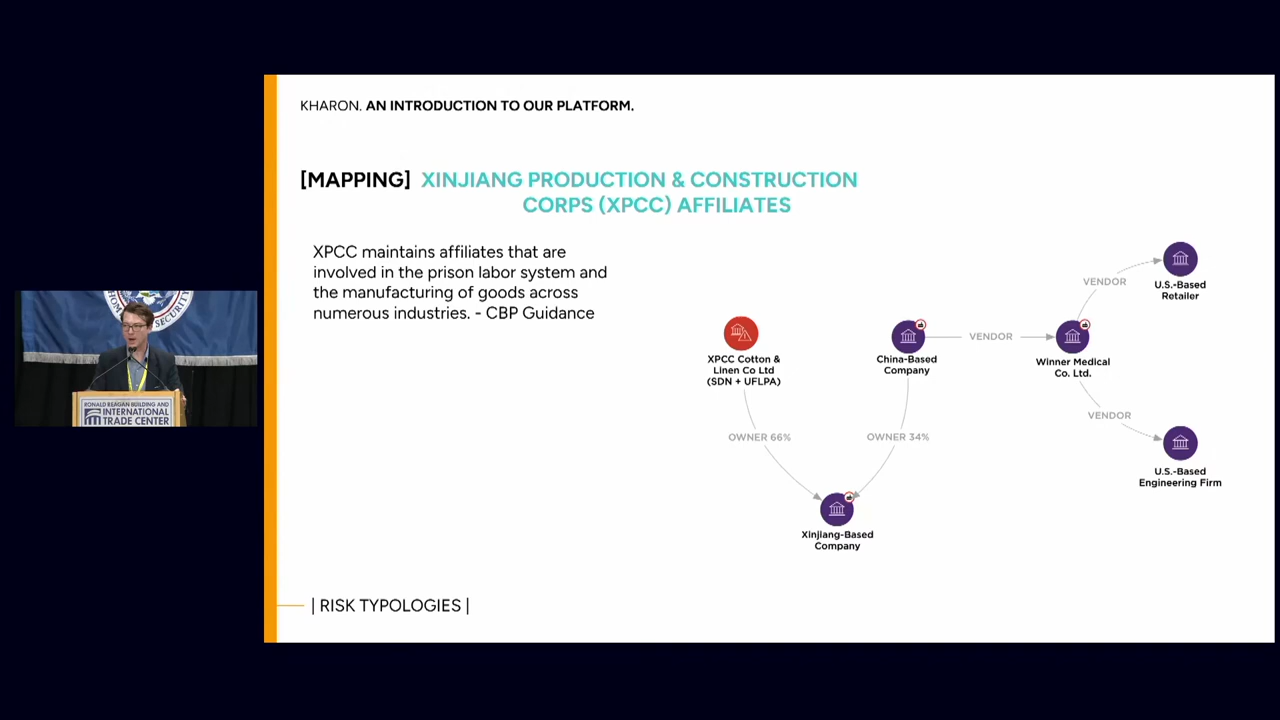 KHARON. AN INTRODUCTION TO OUR PLATFORM.
[MAPPING] XINJIANG PRODUCTION & CONSTRUCTION
CORPS (XPCC) AFFILIATES
XPCC maintains affiliates that are
involved in the prison labor system and
the manufacturing of goods across
numerous industries. - CBP Guidance
XPCC Cotton &
Linen Co Ltd
(SDN + UFLPA)
OWNER 66%
China-Based
Company
OWNER 34%
Xinjiang-Based
Company
VENDOR
Winner Medical
Co. Ltd.
VENDOR
U.S.-Based
Retailer
VENDOR
U.S.-Based
Engineering Firm
| RISK TYPOLOGIES |
RONALD REAGAN BUILDING AND
INTERNATIONAL
TRADE CENTER